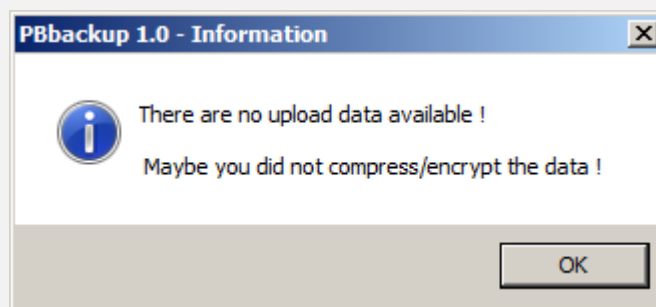 PBbackup 1.0 - Information
There are no upload data available !
Maybe you did not compress/encrypt the data !
OK